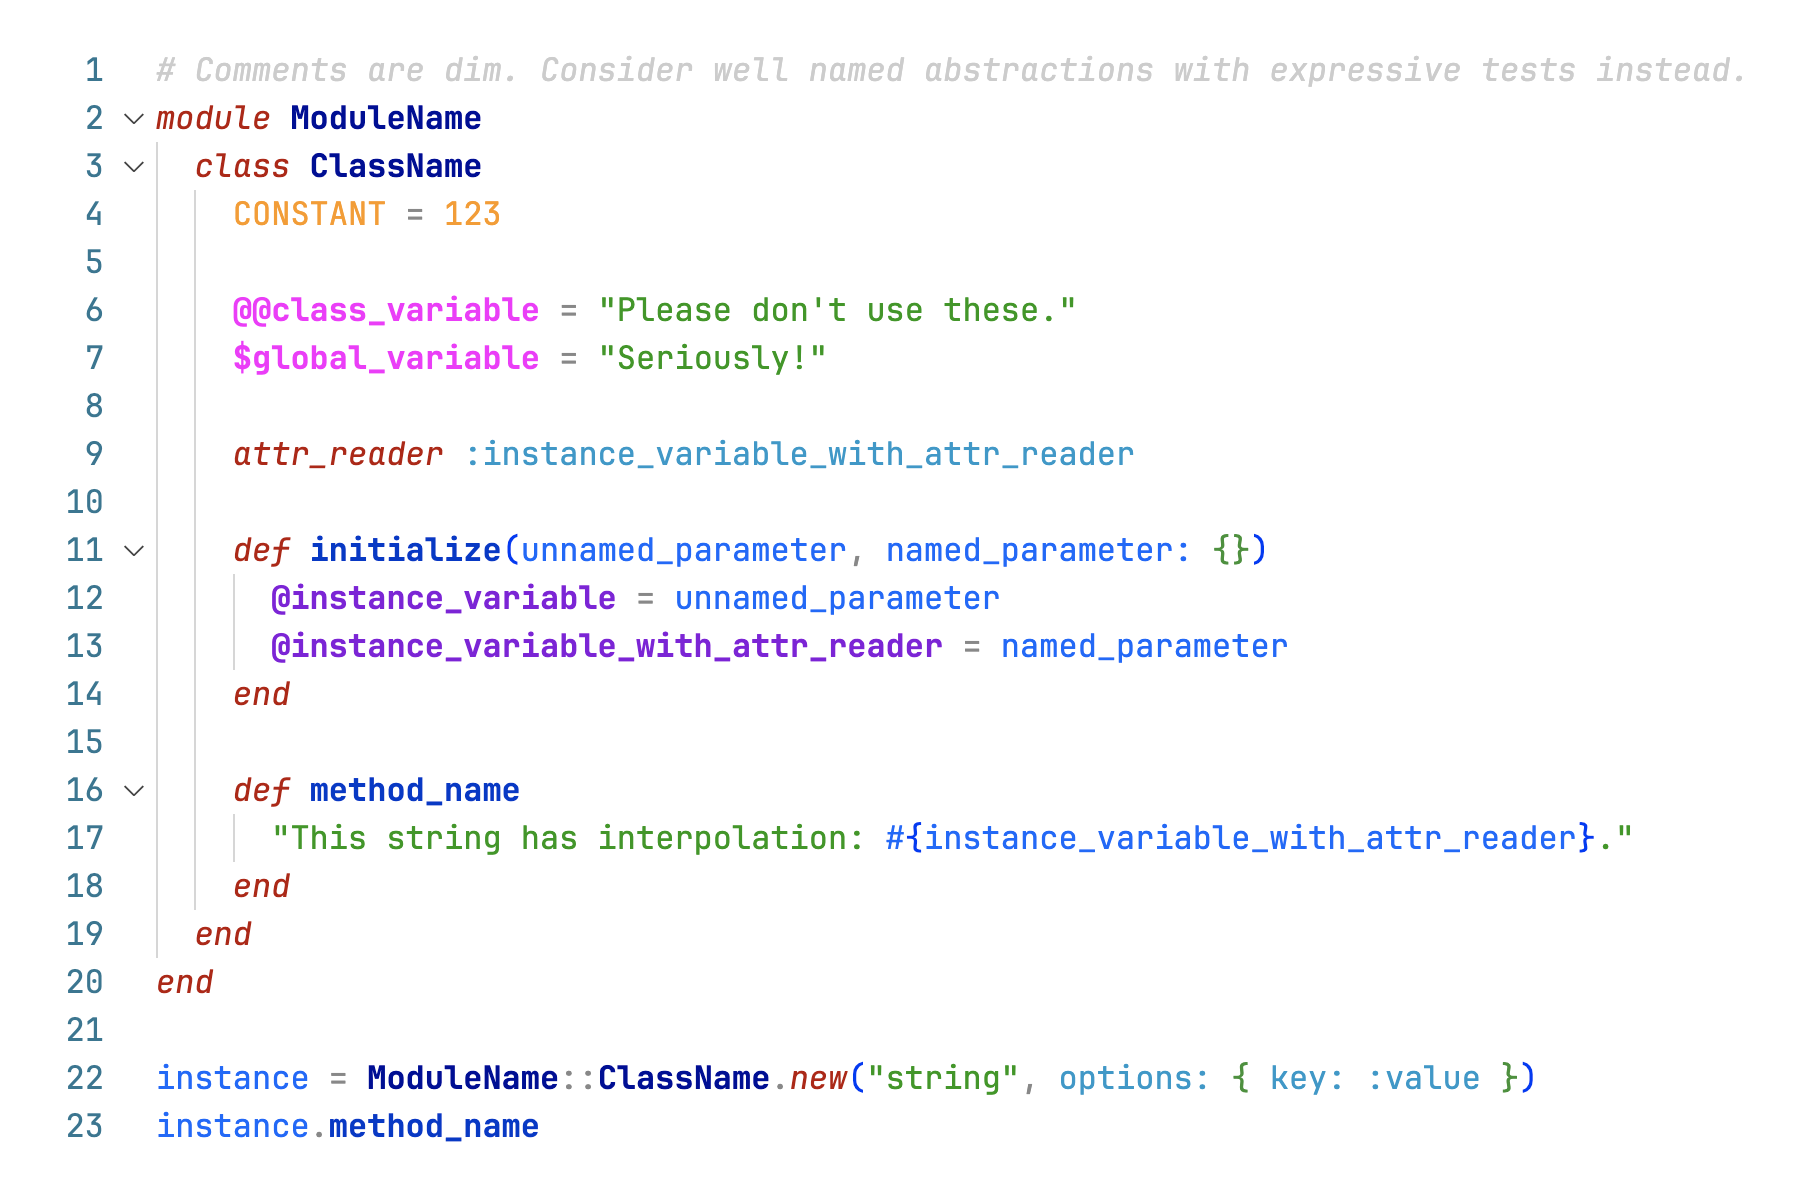 1 # Comments are dim. Consider well named abstractions with expressive tests instead.
2 module ModuleName
3 class ClassName
4 CONSTANT = 123
5
6 @@class_variable = "Please don't use these."
7 $global_variable = "Seriously!"
8
9 attr_reader :instance_variable_with_attr_reader
10
11 def initialize(unnamed_parameter, named_parameter: {})
12 @instance_variable = unnamed_parameter
13 @instance_variable_with_attr_reader = named_parameter
14 end
15
16 def method_name
17 "This string has interpolation: #{instance_variable_with_attr_reader}."
18 end
19 end
20 end
21
22 instance = ModuleName::ClassName.new("string", options: { key: :value })
23 instance.method_name